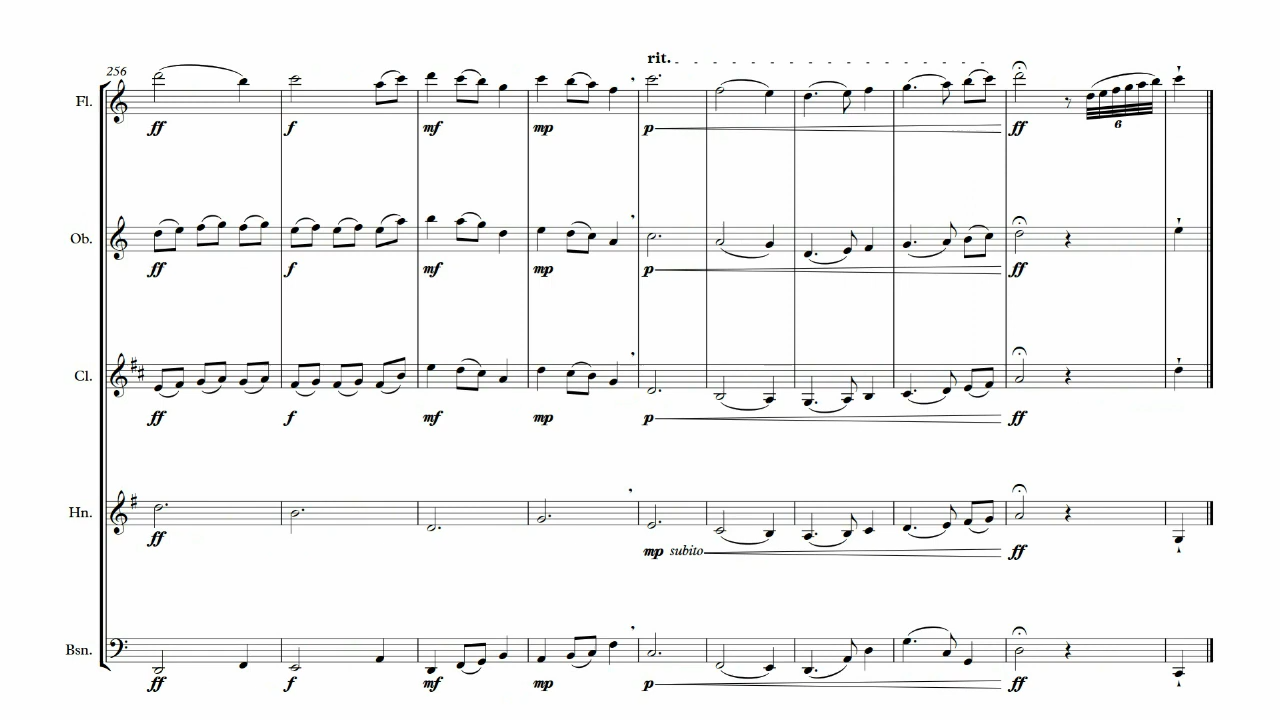 rit.
256
Fl.
ff f mf mp p ff
6
Ob.
ff f mf mp p ff
Cl.
ff f mf mp p ff
Hn.
ff mp subito ff
Bsn.
ff f mf mp p ff